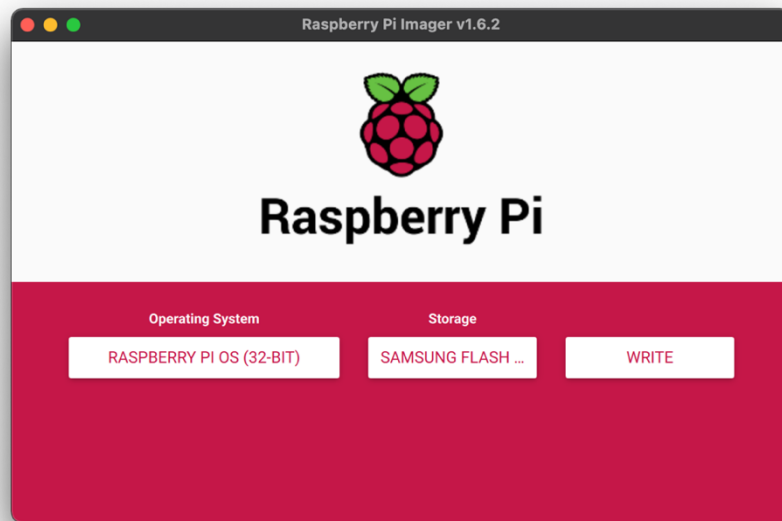 Raspberry Pi Imager v1.6.2
Raspberry Pi
Operating System
Storage
RASPBERRY PI OS (32-BIT)
SAMSUNG FLASH ...
WRITE